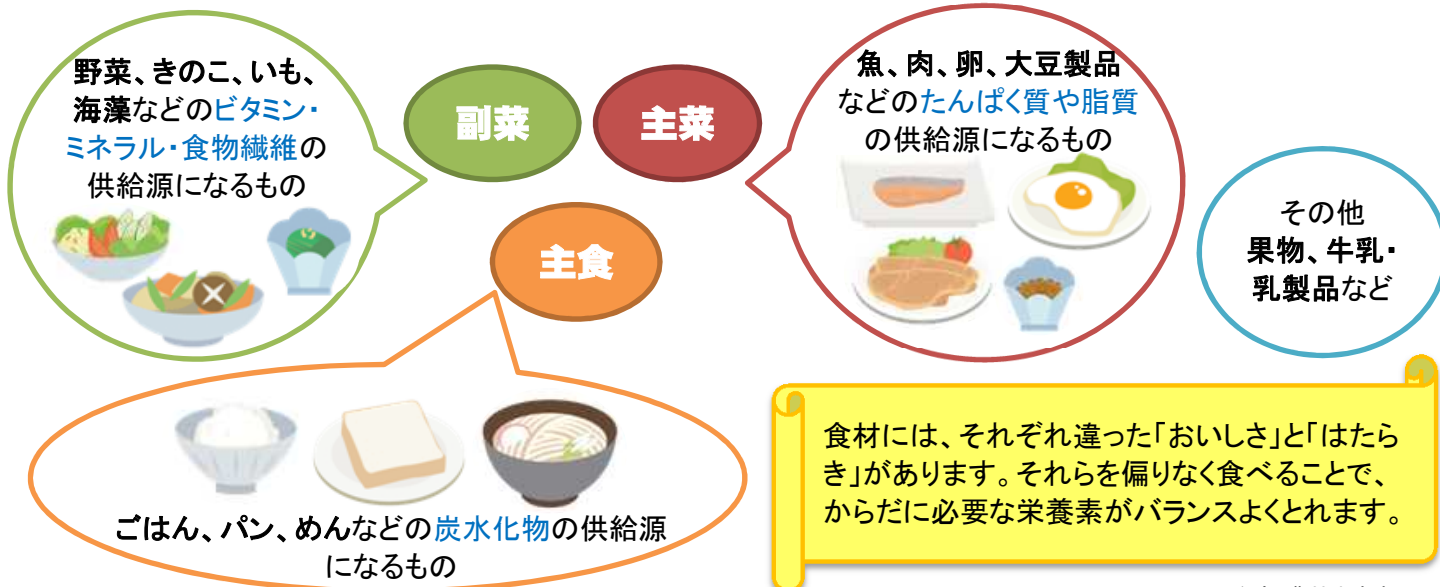 野菜、きのこ、いも、
海藻などのビタミン・
ミネラル・食物繊維の
供給源になるもの
副菜
主菜
魚、肉、卵、大豆製品
などのたんぱく質や脂質
の供給源になるもの
主食
その他
果物、牛乳・
乳製品など
ごはん、パン、めんなどの炭水化物の供給源
になるもの
食材には、それぞれ違った「おいしさ」と「はたら
き」があります。それらを偏りなく食べることで、
からだに必要な栄養素がバランスよくとれます。